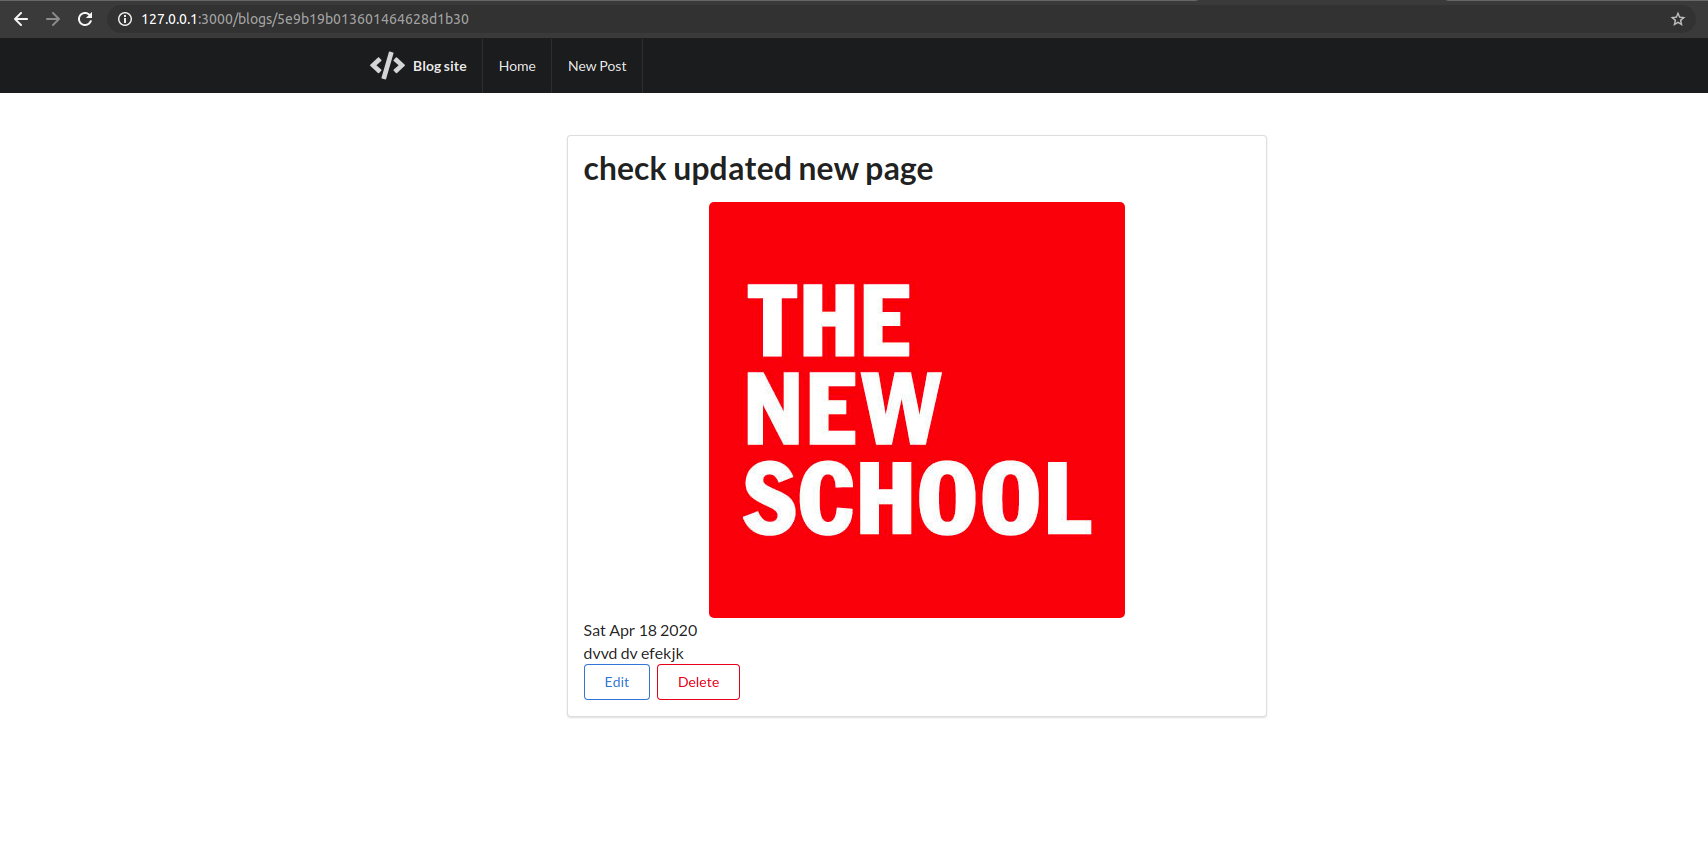 127.0.0.1:3000/blogs/5e9b19b013601464628d1b30
Blog site Home New Post
check updated new page
THE
NEW
SCHOOL
Sat Apr 18 2020
dvvd dv efekjk
Edit Delete